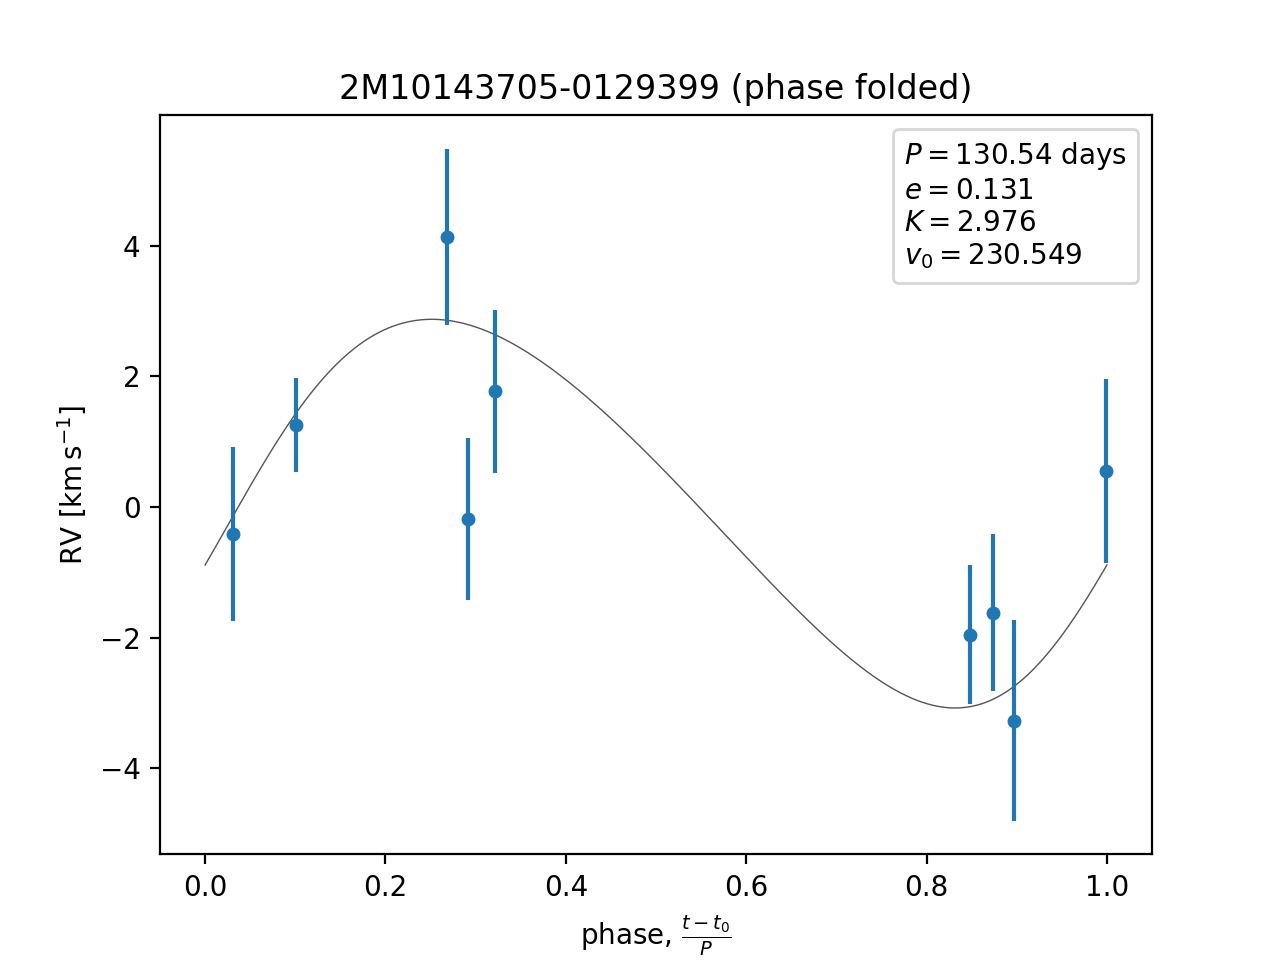 2M10143705-0129399 (phase folded)
P = 130.54 days
e = 0.131
K = 2.976
v₀ = 230.549
RV [km s⁻¹]
4
2
0
−2
−4
0.0 0.2 0.4 0.6 0.8 1.0
phase, (t − t₀)/P